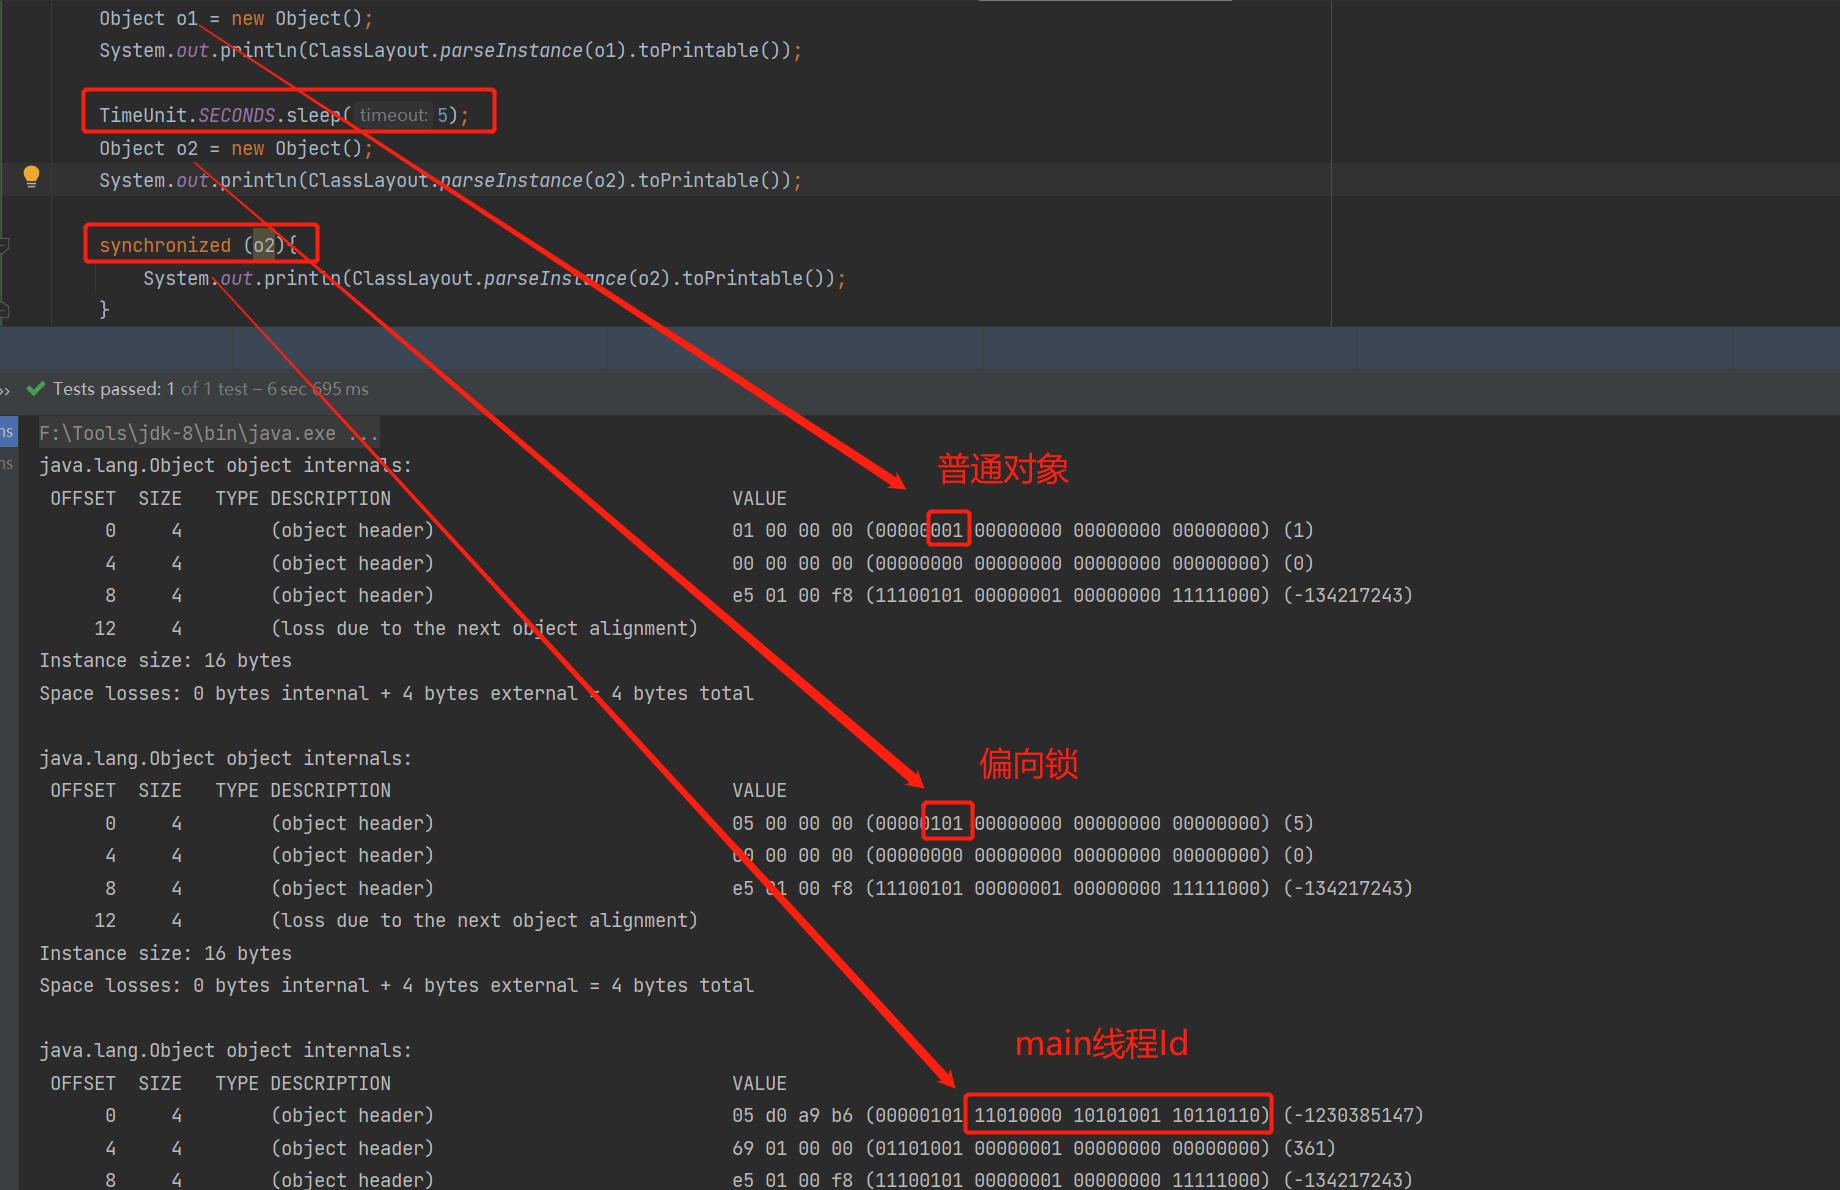 Object o1 = new Object();
System.out.println(ClassLayout.parseInstance(o1).toPrintable());
TimeUnit.SECONDS.sleep( timeout: 5);
Object o2 = new Object();
System.out.println(ClassLayout.parseInstance(o2).toPrintable());
synchronized (o2){
System.out.println(ClassLayout.parseInstance(o2).toPrintable());
}
» Tests passed: 1 of 1 test – 6 sec 695 ms
ns
F:\Tools\jdk-8\bin\java.exe ...
ns
java.lang.Object object internals:
普通对象
OFFSET SIZE TYPE DESCRIPTION VALUE
0 4 (object header) 01 00 00 00 (00000001 00000000 00000000 00000000) (1)
4 4 (object header) 00 00 00 00 (00000000 00000000 00000000 00000000) (0)
8 4 (object header) e5 01 00 f8 (11100101 00000001 00000000 11111000) (-134217243)
12 4 (loss due to the next object alignment)
Instance size: 16 bytes
Space losses: 0 bytes internal + 4 bytes external = 4 bytes total
java.lang.Object object internals:
偏向锁
OFFSET SIZE TYPE DESCRIPTION VALUE
0 4 (object header) 05 00 00 00 (00000101 00000000 00000000 00000000) (5)
4 4 (object header) 00 00 00 00 (00000000 00000000 00000000 00000000) (0)
8 4 (object header) e5 01 00 f8 (11100101 00000001 00000000 11111000) (-134217243)
12 4 (loss due to the next object alignment)
Instance size: 16 bytes
Space losses: 0 bytes internal + 4 bytes external = 4 bytes total
java.lang.Object object internals:
main线程Id
OFFSET SIZE TYPE DESCRIPTION VALUE
0 4 (object header) 05 d0 a9 b6 (00000101 11010000 10101001 10110110) (-1230385147)
4 4 (object header) 69 01 00 00 (01101001 00000001 00000000 00000000) (361)
8 4 (object header) e5 01 00 f8 (11100101 00000001 00000000 11111000) (-134217243)